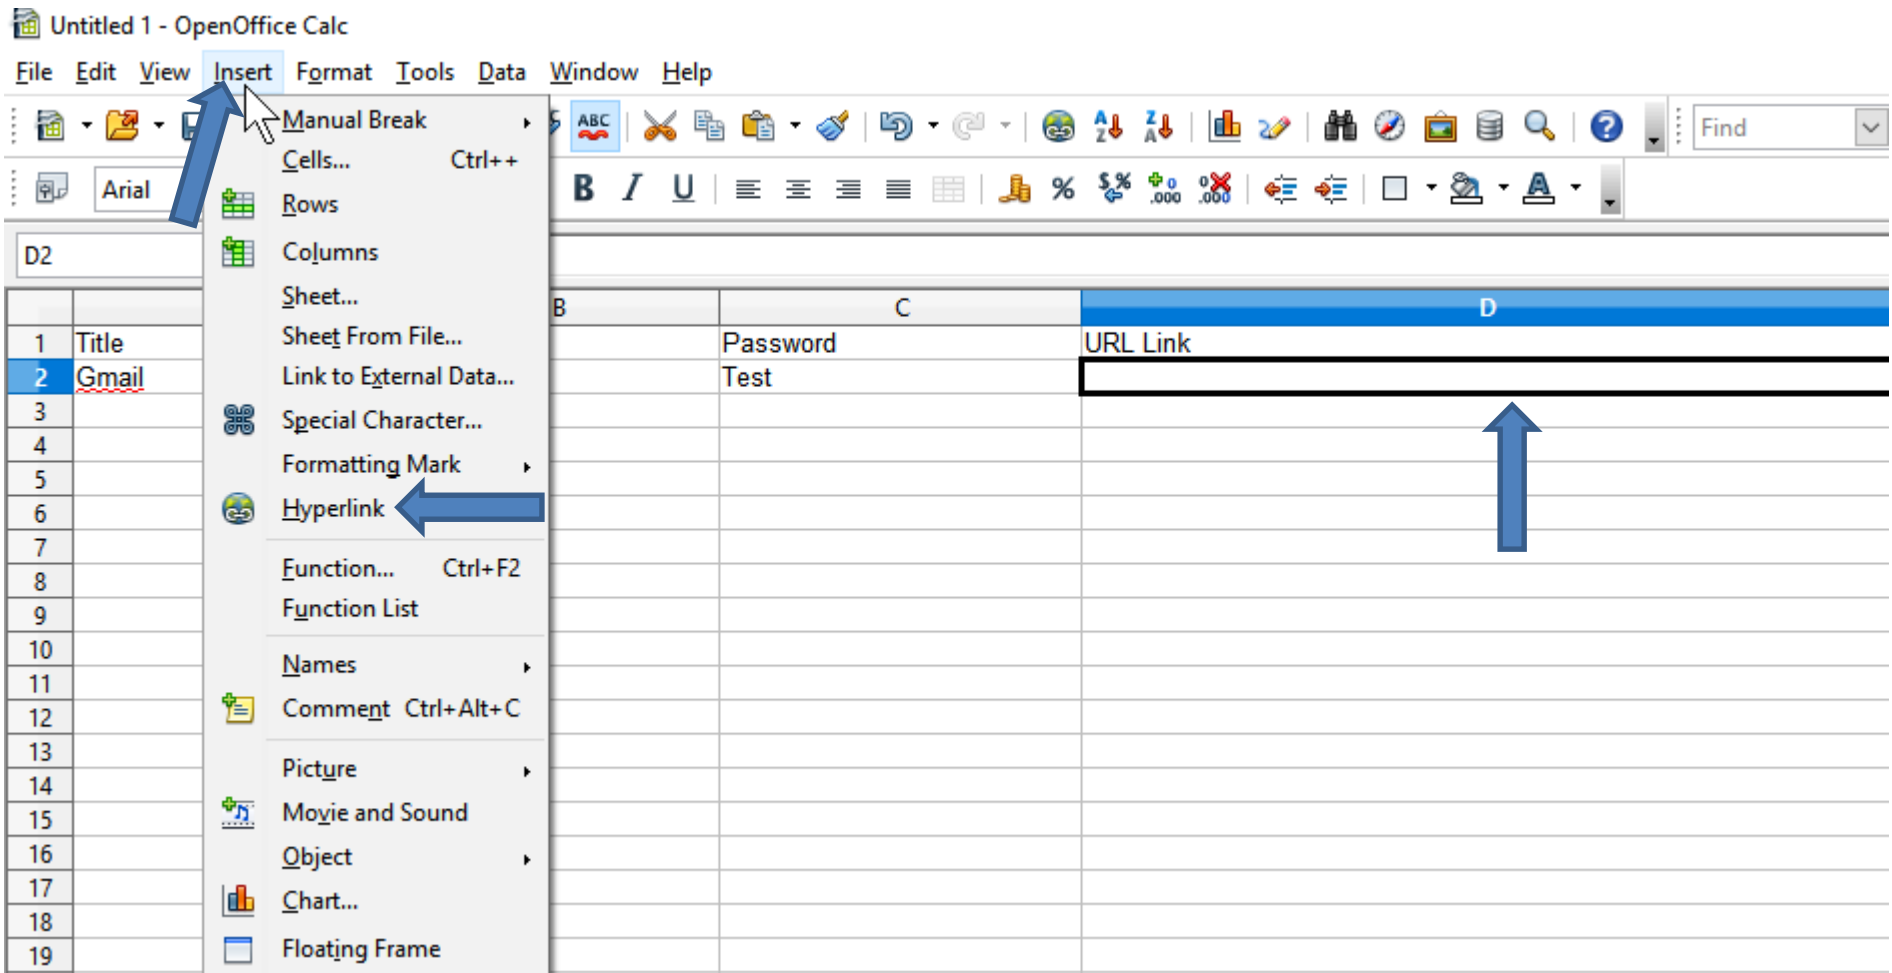 Untitled 1 - OpenOffice Calc
File Edit View Insert Format Tools Data Window Help
ABC
A Z Z A
Find
Arial
B I U % $% .000 .000 A
D2
Manual Break
Cells... Ctrl++
Rows
Columns
Sheet...
Sheet From File...
Link to External Data...
Special Character...
Formatting Mark
Hyperlink
Function... Ctrl+F2
Function List
Names
Comment Ctrl+Alt+C
Picture
Movie and Sound
Object
Chart...
Floating Frame
B C D
1 Title Password URL Link
2 Gmail Test
3
4
5
6
7
8
9
10
11
12
13
14
15
16
17
18
19